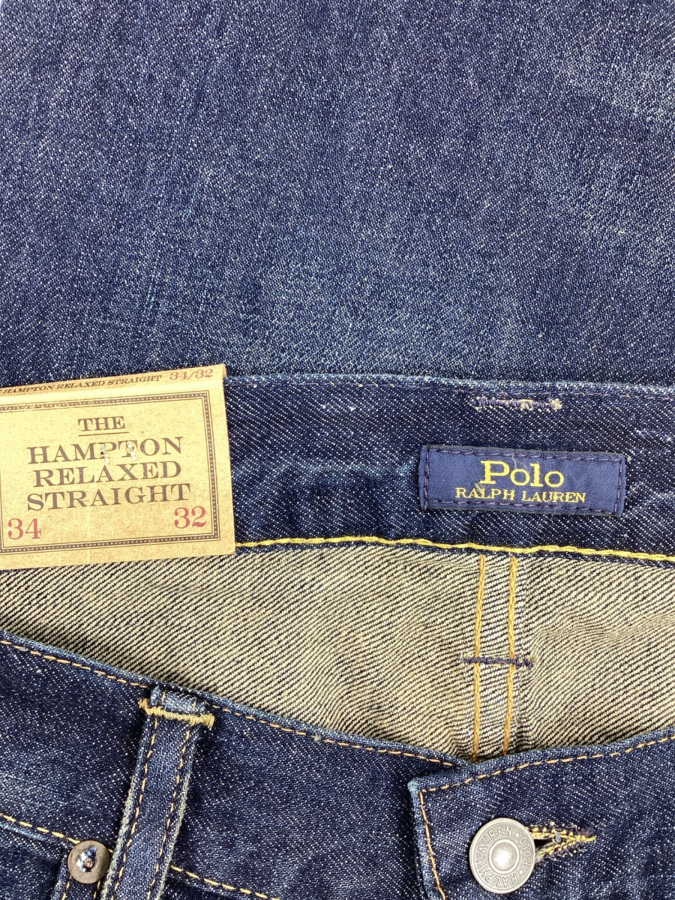 HAMPTON RELAXED STRAIGHT 34/32
THE
HAMPTON
RELAXED
STRAIGHT
34 32
Polo
RALPH LAUREN